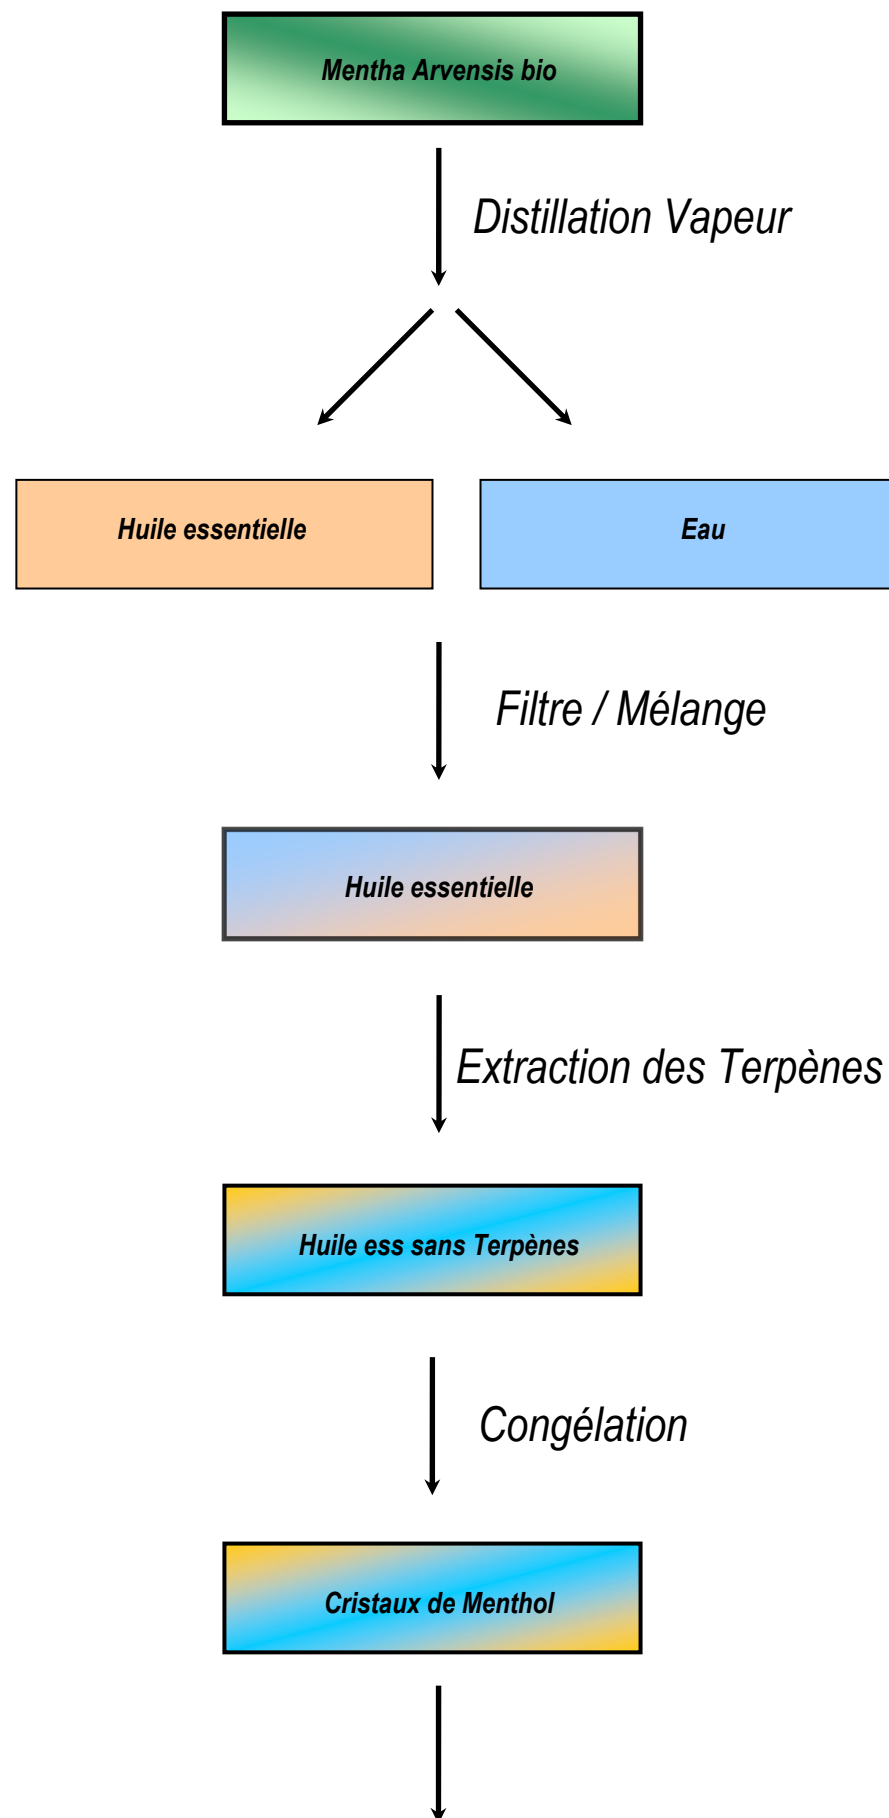 Mentha Arvensis bio
Distillation Vapeur
Huile essentielle
Eau
Filtre / Mélange
Huile essentielle
Extraction des Terpènes
Huile ess sans Terpènes
Congélation
Cristaux de Menthol